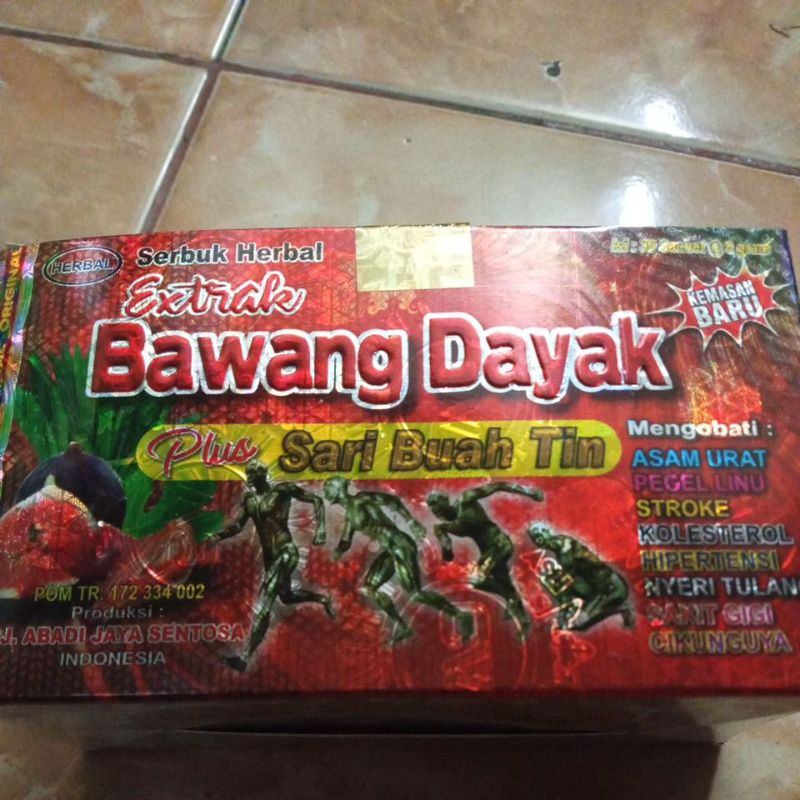 ORIGINAL
HERBAL
Serbuk Herbal
Extrak
Bawang Dayak
Plus Sari Buah Tin
KEMASAN
BARU
Mengobati :
ASAM URAT
PEGEL LINU
STROKE
KOLESTEROL
HIPERTENSI
NYERI TULAN
SAKIT GIGI
CIKUNGUYA
POM TR. 172 334 002
Produksi :
J. ABADI JAYA SENTOSA
INDONESIA